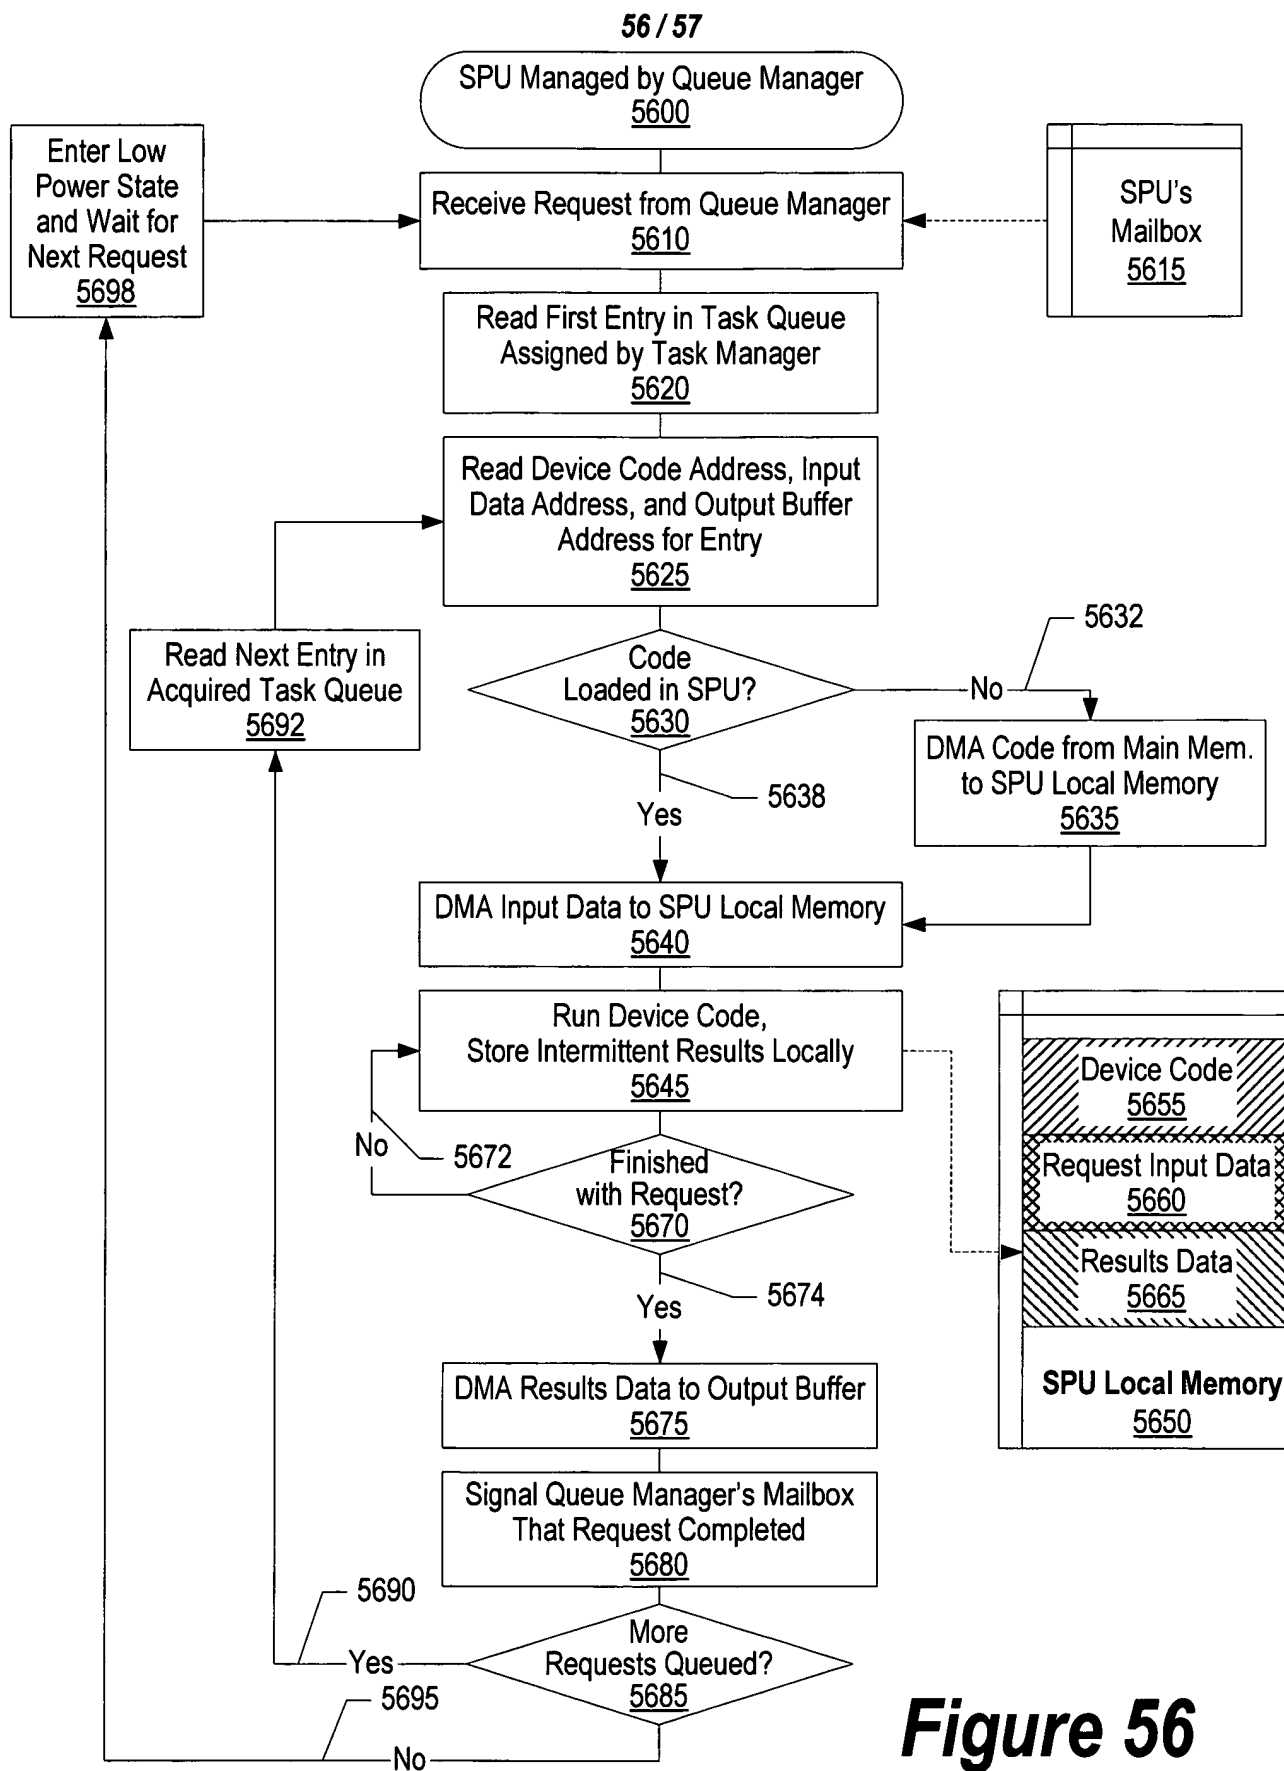 56 / 57
SPU Managed by Queue Manager
5600
Enter Low
Power State
and Wait for
Next Request
5698
Receive Request from Queue Manager
5610
SPU's
Mailbox
5615
Read First Entry in Task Queue
Assigned by Task Manager
5620
Read Device Code Address, Input
Data Address, and Output Buffer
Address for Entry
5625
Read Next Entry in
Acquired Task Queue
5692
Code
Loaded in SPU?
5630
No
5632
DMA Code from Main Mem.
to SPU Local Memory
5635
5638
Yes
DMA Input Data to SPU Local Memory
5640
Run Device Code,
Store Intermittent Results Locally
5645
Device Code
5655
Request Input Data
5660
Results Data
5665
SPU Local Memory
5650
No
5672
Finished
with Request?
5670
5674
Yes
DMA Results Data to Output Buffer
5675
Signal Queue Manager's Mailbox
That Request Completed
5680
5690
Yes
More
Requests Queued?
5685
5695
No
Figure 56